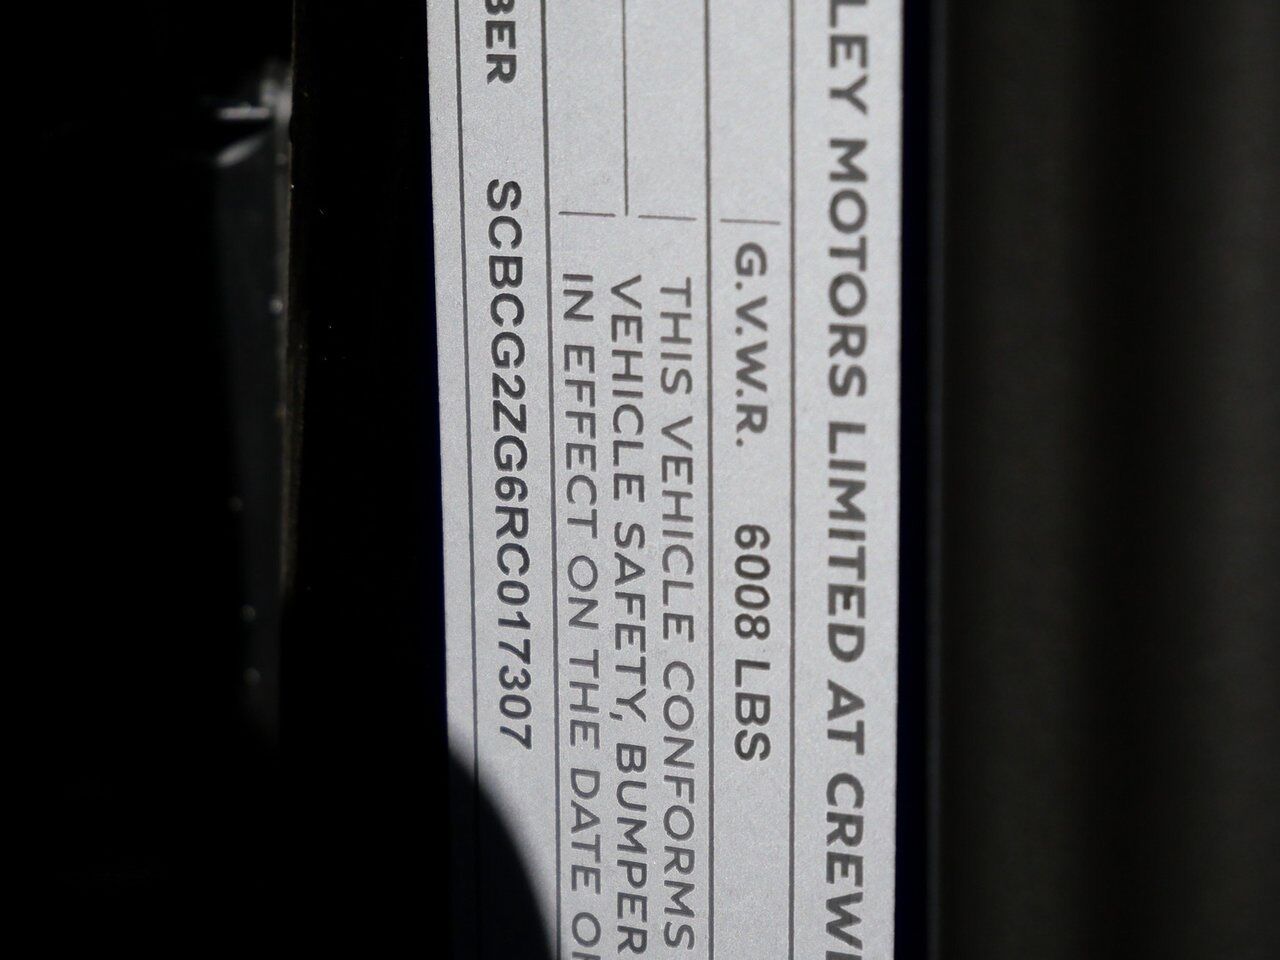 LEY MOTORS LIMITED AT CREW
G.V.W.R. 6008 LBS
THIS VEHICLE CONFORMS
VEHICLE SAFETY, BUMPER
IN EFFECT ON THE DATE OF
BER SCBCG2ZG6RC017307